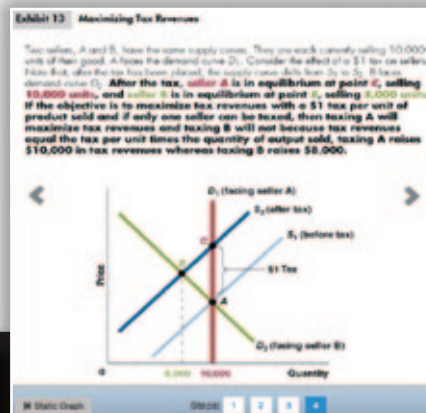 Exhibit 13 Maximizing Tax Revenues
Two sellers, A and B, have the same supply curves. They are each currently selling 10,000
units of their good. A faces the demand curve D₁. Consider the effect of a $1 tax on sellers.
Note that, after the tax has been placed, the supply curve shifts from S₁ to S₂. B faces
demand curve D₂. After the tax, seller A is in equilibrium at point C, selling
10,000 units, and seller B is in equilibrium at point E, selling 8,000 units.
If the objective is to maximize tax revenues with a $1 tax per unit of
product sold and if only one seller can be taxed, then taxing A will
maximize tax revenues and taxing B will not because tax revenues
equal the tax per unit times the quantity of output sold, taxing A raises
$10,000 in tax revenues whereas taxing B raises $8,000.
D₁ (facing seller A)
S₂ (after tax)
S₁ (before tax)
C
E
$1 Tax
A
Price
D₂ (facing seller B)
0 8,000 10,000 Quantity
Static Graph
1 2 3 4